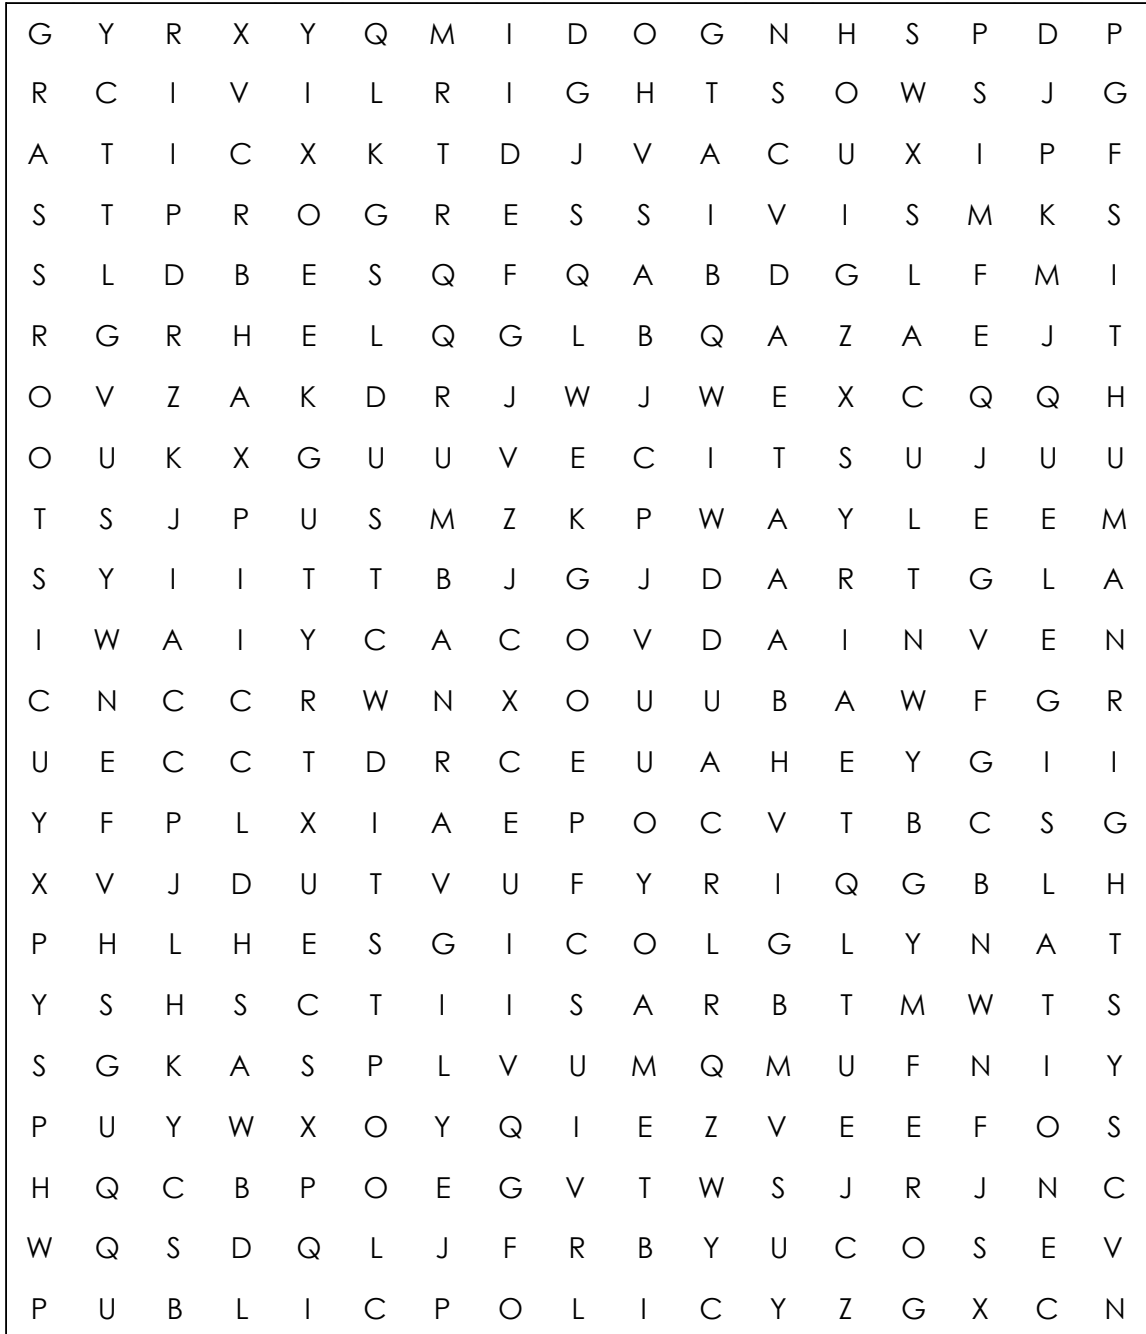 G Y R X Y Q M I D O G N H S P D P
R C I V I L R I G H T S O W S J G
A T I C X K T D J V A C U X I P F
S T P R O G R E S S I V I S M K S
S L D B E S Q F Q A B D G L F M I
R G R H E L Q G L B Q A Z A E J T
O V Z A K D R J W J W E X C Q Q H
O U K X G U U V E C I T S U J U U
T S J P U S M Z K P W A Y L E E M
S Y I I T T B J G J D A R T G L A
I W A I Y C A C O V D A I N V E N
C N C C R W N X O U U B A W F G R
U E C C T D R C E U A H E Y G I I
Y F P L X I A E P O C V T B C S G
X V J D U T V U F Y R I Q G B L H
P H L H E S G I C O L G L Y N A T
Y S H S C T I I S A R B T M W T S
S G K A S P L V U M Q M U F N I Y
P U Y W X O Y Q I E Z V E E F O S
H Q C B P O E G V T W S J R J N C
W Q S D Q L J F R B Y U C O S E V
P U B L I C P O L I C Y Z G X C N